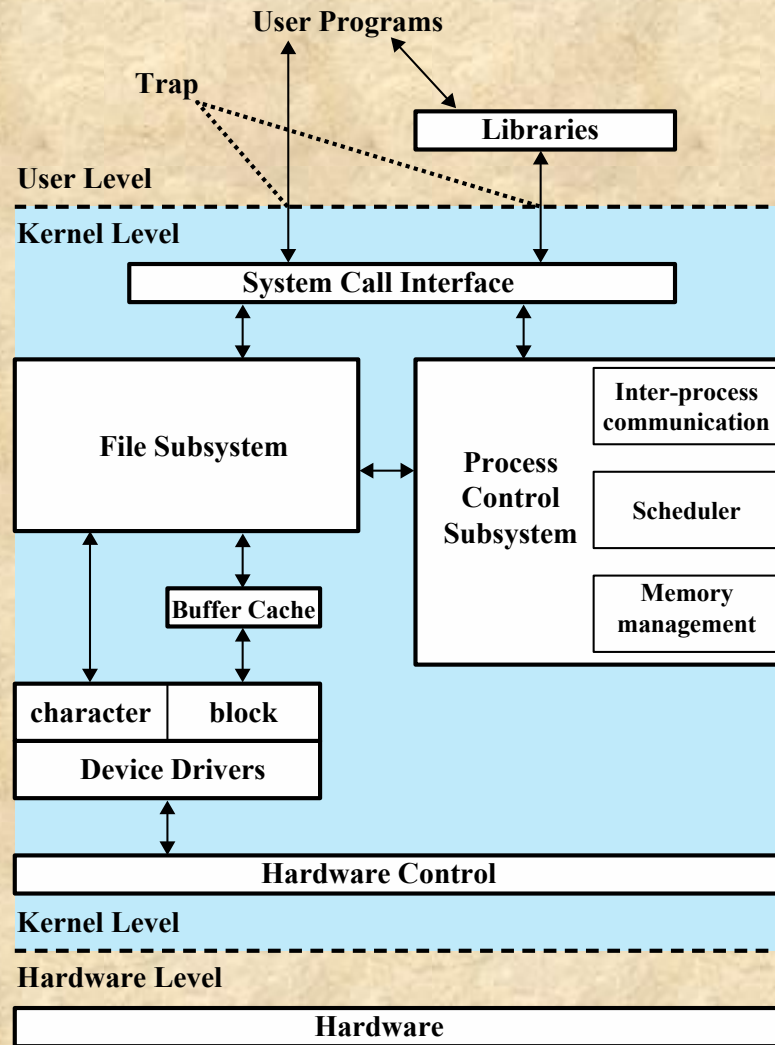 User Programs
Trap
Libraries
User Level
Kernel Level
System Call Interface
File Subsystem
Process
Control
Subsystem
Inter-process
communication
Scheduler
Memory
management
Buffer Cache
character
block
Device Drivers
Hardware Control
Kernel Level
Hardware Level
Hardware